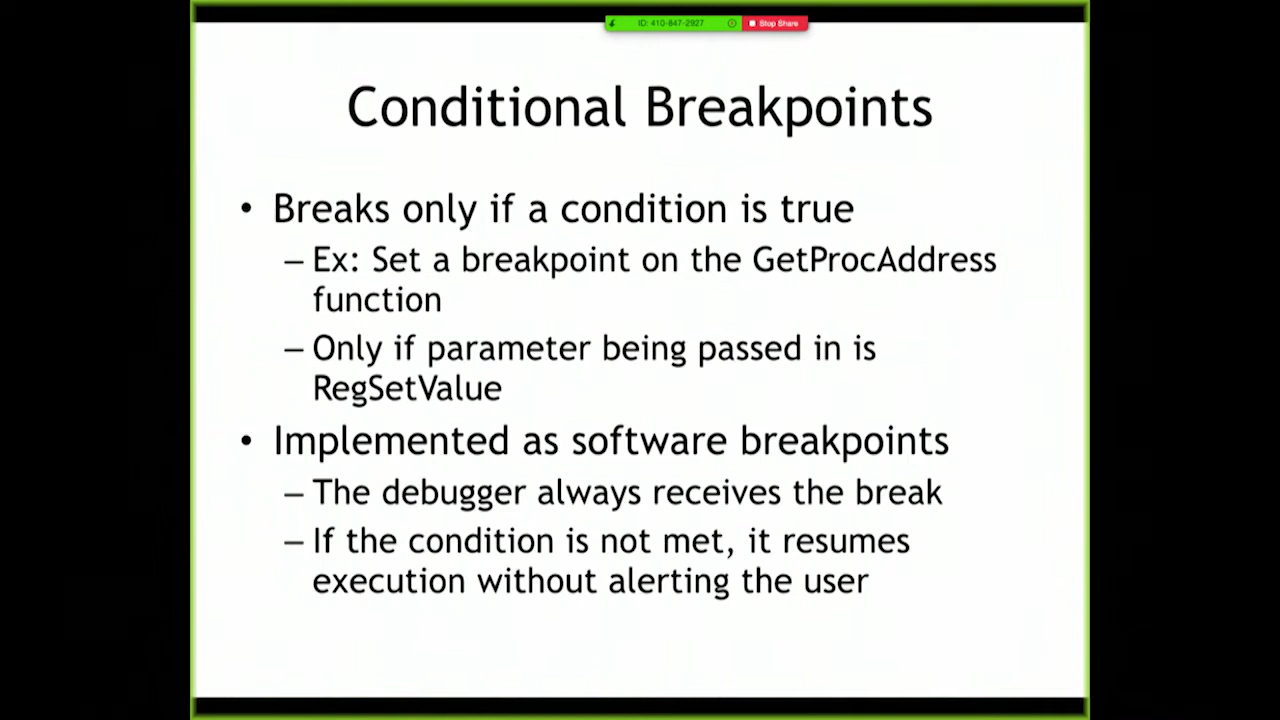 ID: 410-847-2927
Stop Share
Conditional Breakpoints
• Breaks only if a condition is true
– Ex: Set a breakpoint on the GetProcAddress
function
– Only if parameter being passed in is
RegSetValue
• Implemented as software breakpoints
– The debugger always receives the break
– If the condition is not met, it resumes
execution without alerting the user